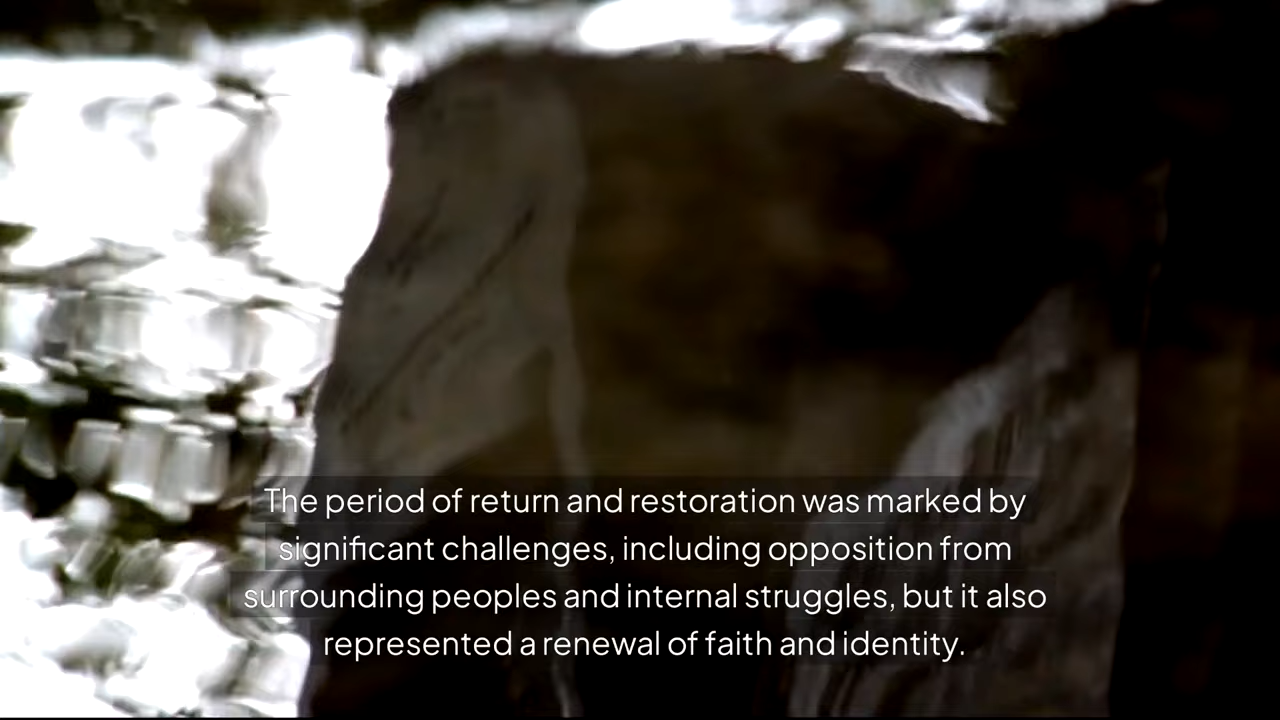 The period of return and restoration was marked by
significant challenges, including opposition from
surrounding peoples and internal struggles, but it also
represented a renewal of faith and identity.